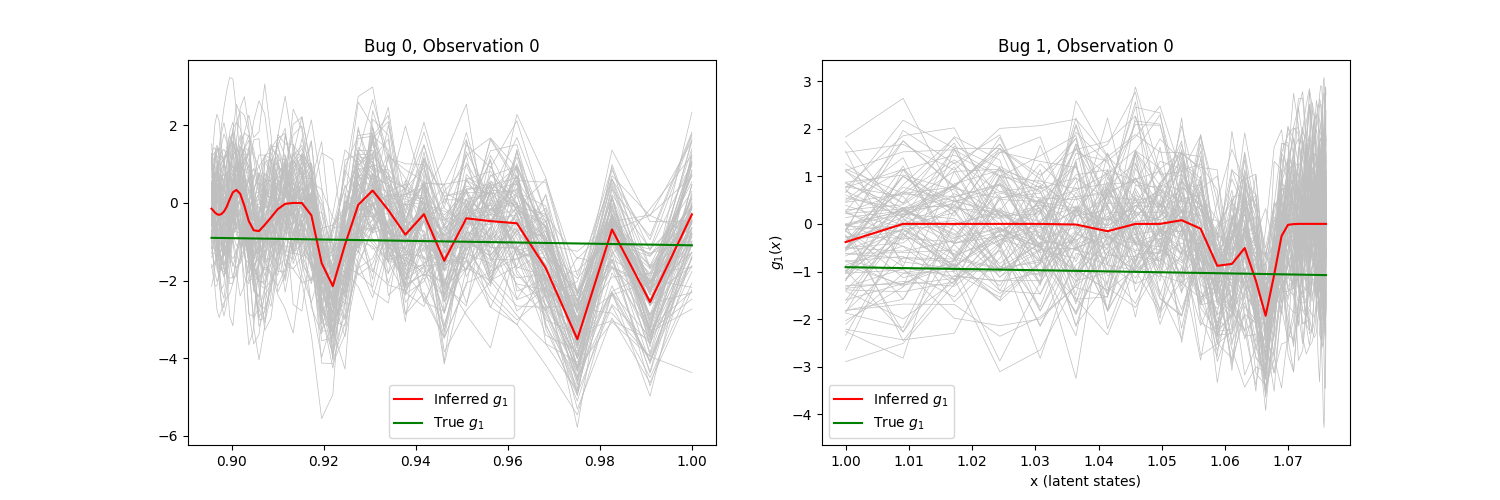 Bug 0, Observation 0
2
0
−2
−4
−6
0.90 0.92 0.94 0.96 0.98 1.00
Inferred g₁
True g₁
Bug 1, Observation 0
g₁(x)
3
2
1
0
−1
−2
−3
−4
1.00 1.01 1.02 1.03 1.04 1.05 1.06 1.07
x (latent states)
Inferred g₁
True g₁